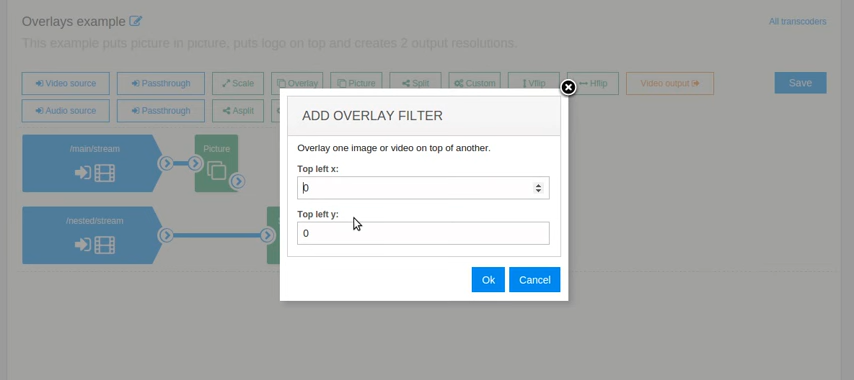 Overlays example
All transcoders
This example puts picture in picture, puts logo on top and creates 2 output resolutions.
Video source
Passthrough
Scale
Overlay
Picture
Split
Custom
Vflip
Hflip
Video output
Save
Audio source
Passthrough
Asplit
ADD OVERLAY FILTER
Overlay one image or video on top of another.
Top left x:
0
Top left y:
0
Ok
Cancel
/main/stream
Picture
/nested/stream